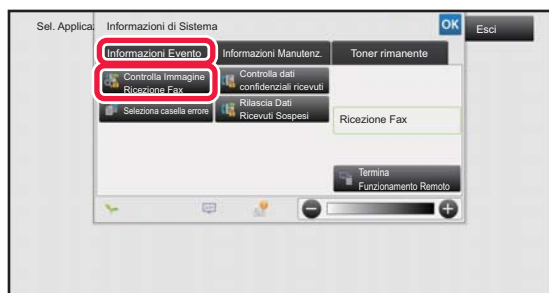 Sel. Applica
Informazioni di Sistema
OK
Esci
Informazioni Evento
Informazioni Manutenz.
Toner rimanente
Controlla Immagine
Ricezione Fax
Controlla dati
confidenziali ricevuti
Seleziona casella errore
Rilascia Dati
Ricevuti Sospesi
Ricezione Fax
Termina
Funzionamento Remoto